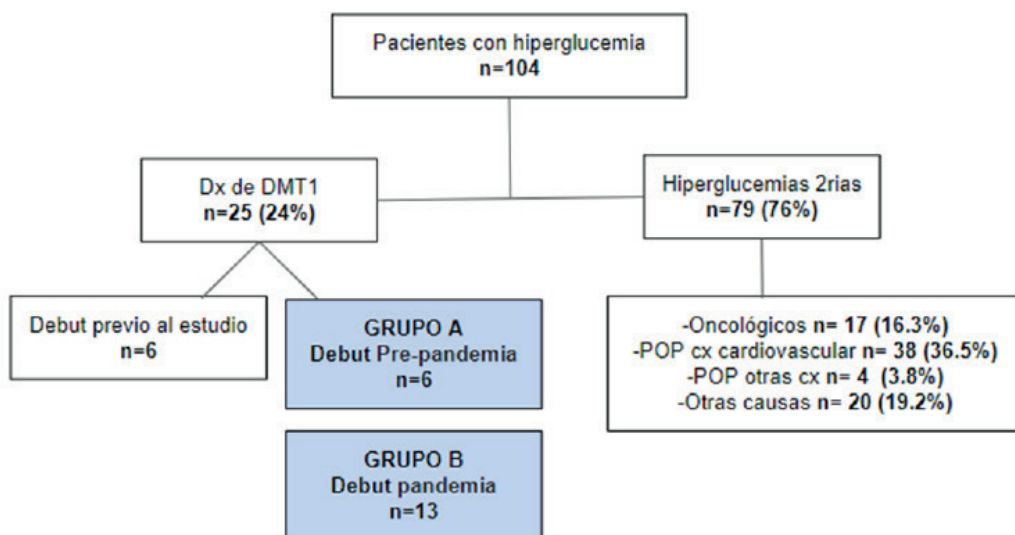 Pacientes con hiperglucemia
n=104
Dx de DMT1
n=25 (24%)
Hiperglucemias 2rias
n=79 (76%)
Debut previo al estudio
n=6
GRUPO A
Debut Pre-pandemia
n=6
GRUPO B
Debut pandemia
n=13
-Oncológicos n= 17 (16.3%)
-POP cx cardiovascular n= 38 (36.5%)
-POP otras cx n= 4 (3.8%)
-Otras causas n= 20 (19.2%)